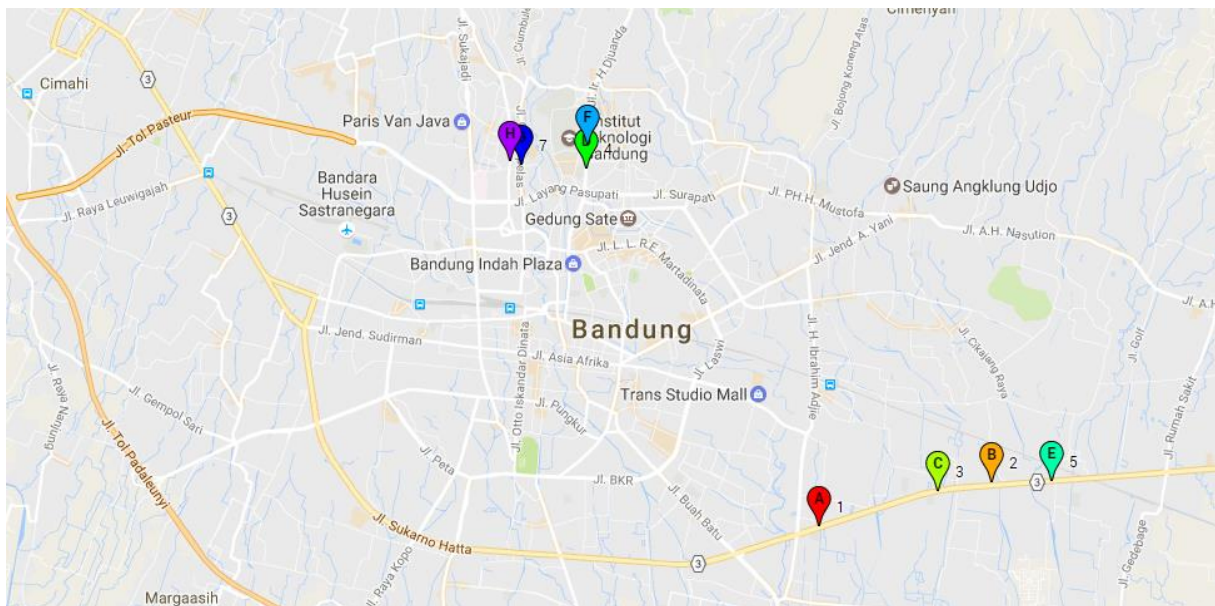 Cimenyah
Cimahi
3
Jl. Sukajadi
Jl. Ir. H.Djuanda
Jl. Bojong Koneng Atas
Paris Van Java
H
7
F
4
Institut
Teknologi
Bandung
Jl. Tol Pasteur
Jl. Layang Pasupati
Jl. Surapati
Jl. PH.H. Mustofa
Saung Angklung Udjo
Jl. Raya Leuwigajah
Bandara
Husein
Sastranegara
3
Gedung Sate
Jl. L. L. R.E. Martadinata
Jl. Jend. A. Yani
Jl. A.H. Nasution
Bandung Indah Plaza
Jl. Jend. Sudirman
Bandung
Jl. Asia Afrika
Jl. Laswi
Jl. H. Ibrahim Adjie
Jl. Cikajang Raya
Jl. Golf
Jl. Raya Nanjung
Jl. Gempol Sari
Jl. Otto Iskandar Dinata
Jl. Pungkur
Trans Studio Mall
Jl. Rumah Sakit
Jl. Tol Padaleunyi
Jl. Peta
Jl. BKR
Jl. Buah Batu
C
3
B
2
3
E
5
A
1
Jl. Sukarno Hatta
3
Jl. Raya Kopo
Jl. Gedebage
Margaasih